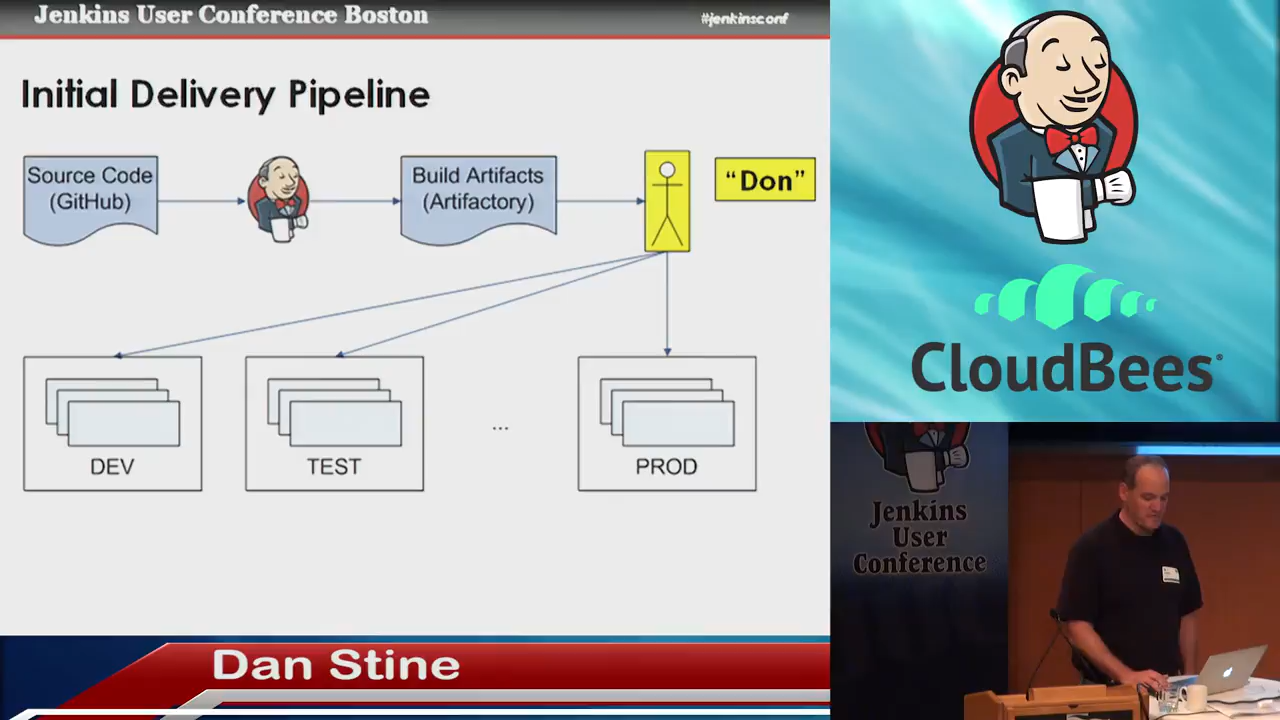 Jenkins User Conference Boston
#jenkinsconf
Initial Delivery Pipeline
Source Code
(GitHub)
Build Artifacts
(Artifactory)
“Don”
DEV
TEST
...
PROD
CloudBees®
Jenkins
User
Conference
Dan Stine